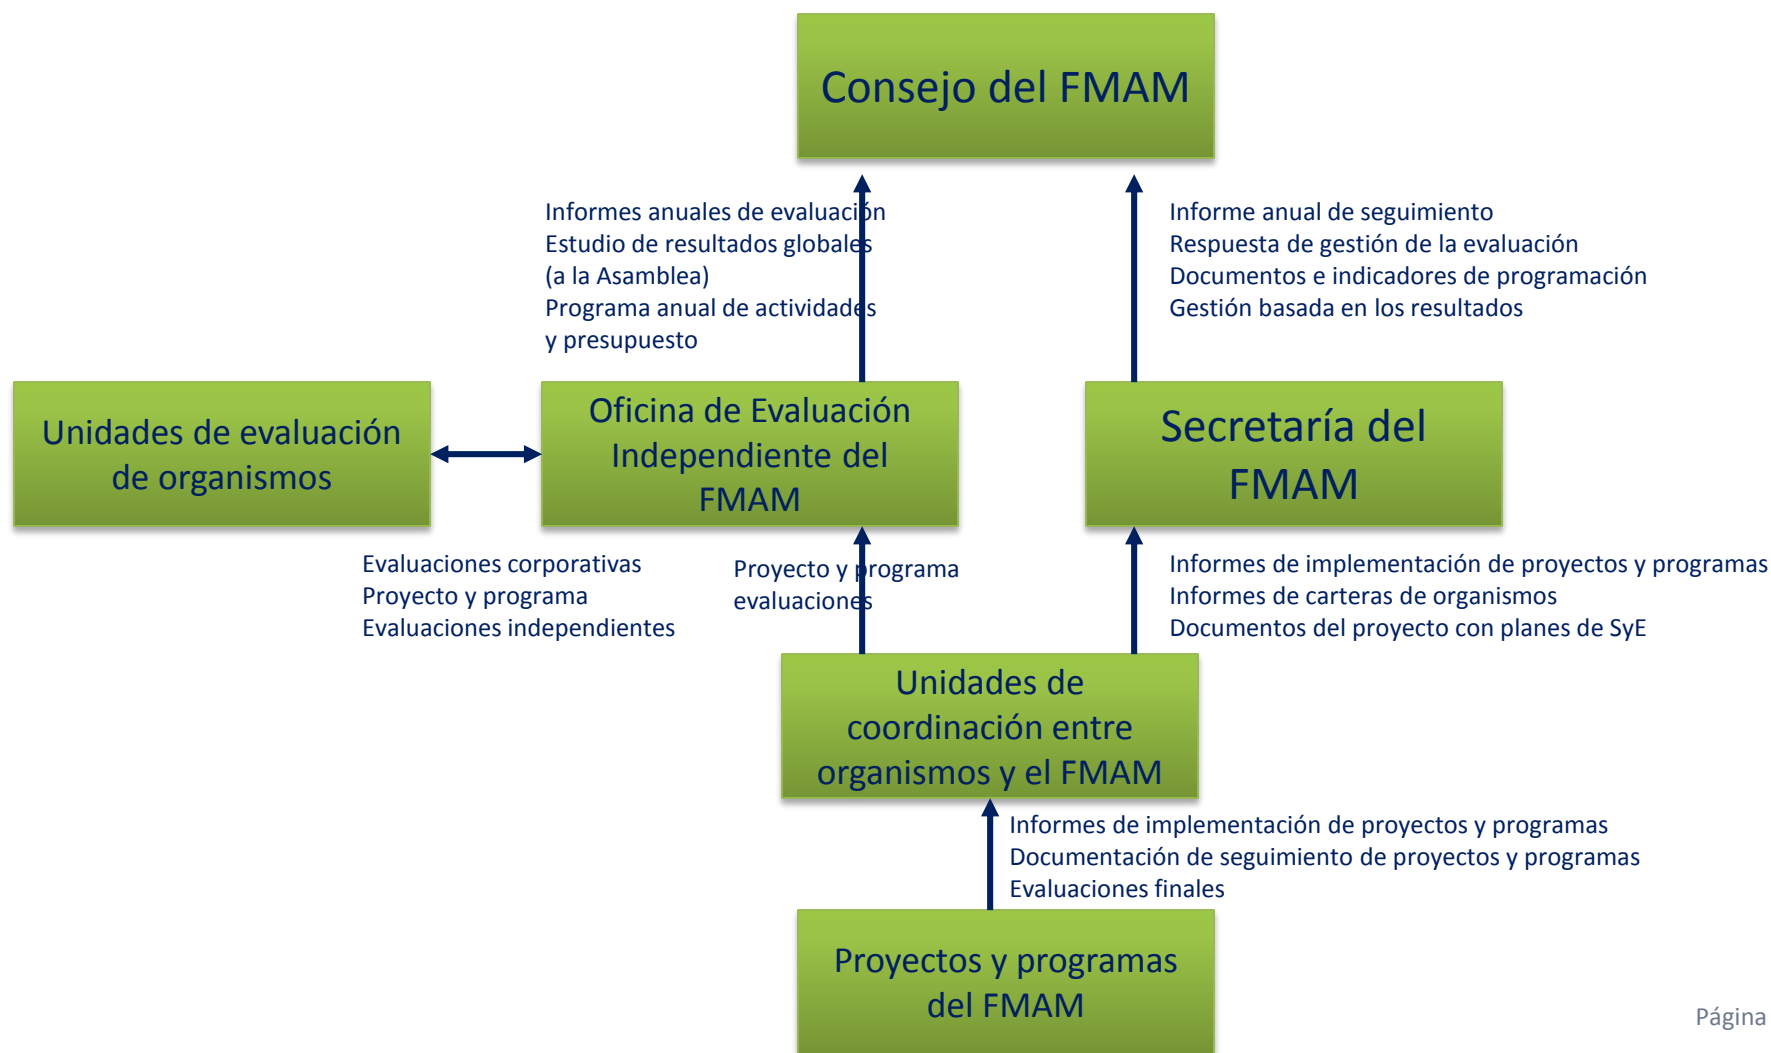 Consejo del FMAM
Informes anuales de evaluación
Estudio de resultados globales
(a la Asamblea)
Programa anual de actividades
y presupuesto
Informe anual de seguimiento
Respuesta de gestión de la evaluación
Documentos e indicadores de programación
Gestión basada en los resultados
Unidades de evaluación
de organismos
Oficina de Evaluación
Independiente del
FMAM
Secretaría del
FMAM
Evaluaciones corporativas
Proyecto y programa
Evaluaciones independientes
Proyecto y programa
evaluaciones
Informes de implementación de proyectos y programas
Informes de carteras de organismos
Documentos del proyecto con planes de SyE
Unidades de
coordinación entre
organismos y el FMAM
Informes de implementación de proyectos y programas
Documentación de seguimiento de proyectos y programas
Evaluaciones finales
Proyectos y programas
del FMAM
Página